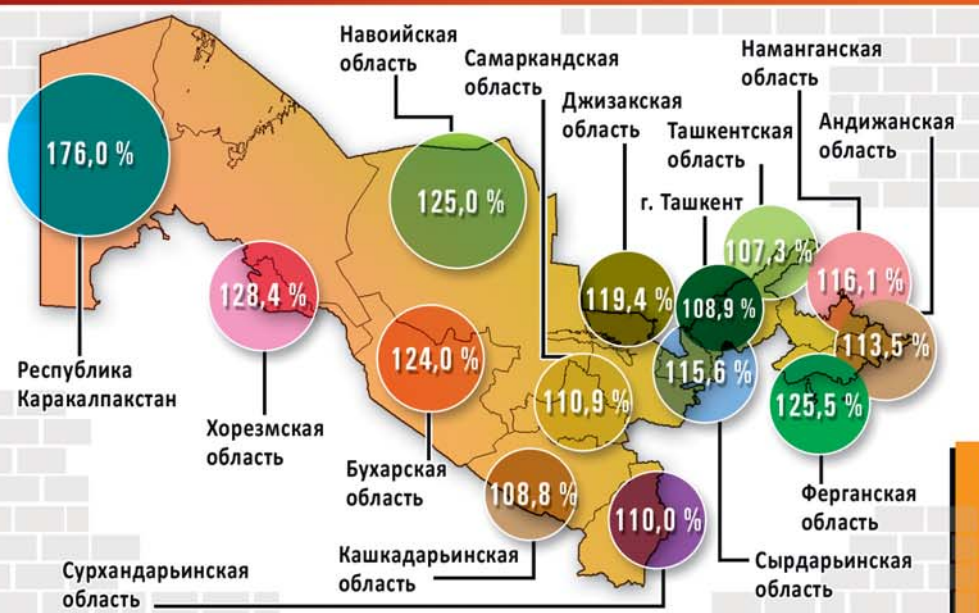 Навоийская
область
Самаркандская
область
Джизакская
область
Ташкентская
область
г. Ташкент
Наманганская
область
Андижанская
область
176,0 %
125,0 %
128,4 %
124,0 %
119,4 %
108,9 %
107,3 %
116,1 %
113,5 %
115,6 %
110,9 %
125,5 %
108,8 %
110,0 %
Республика
Каракалпакстан
Хорезмская
область
Бухарская
область
Кашкадарьинская
область
Сурхандарьинская
область
Ферганская
область
Сырдарьинская
область